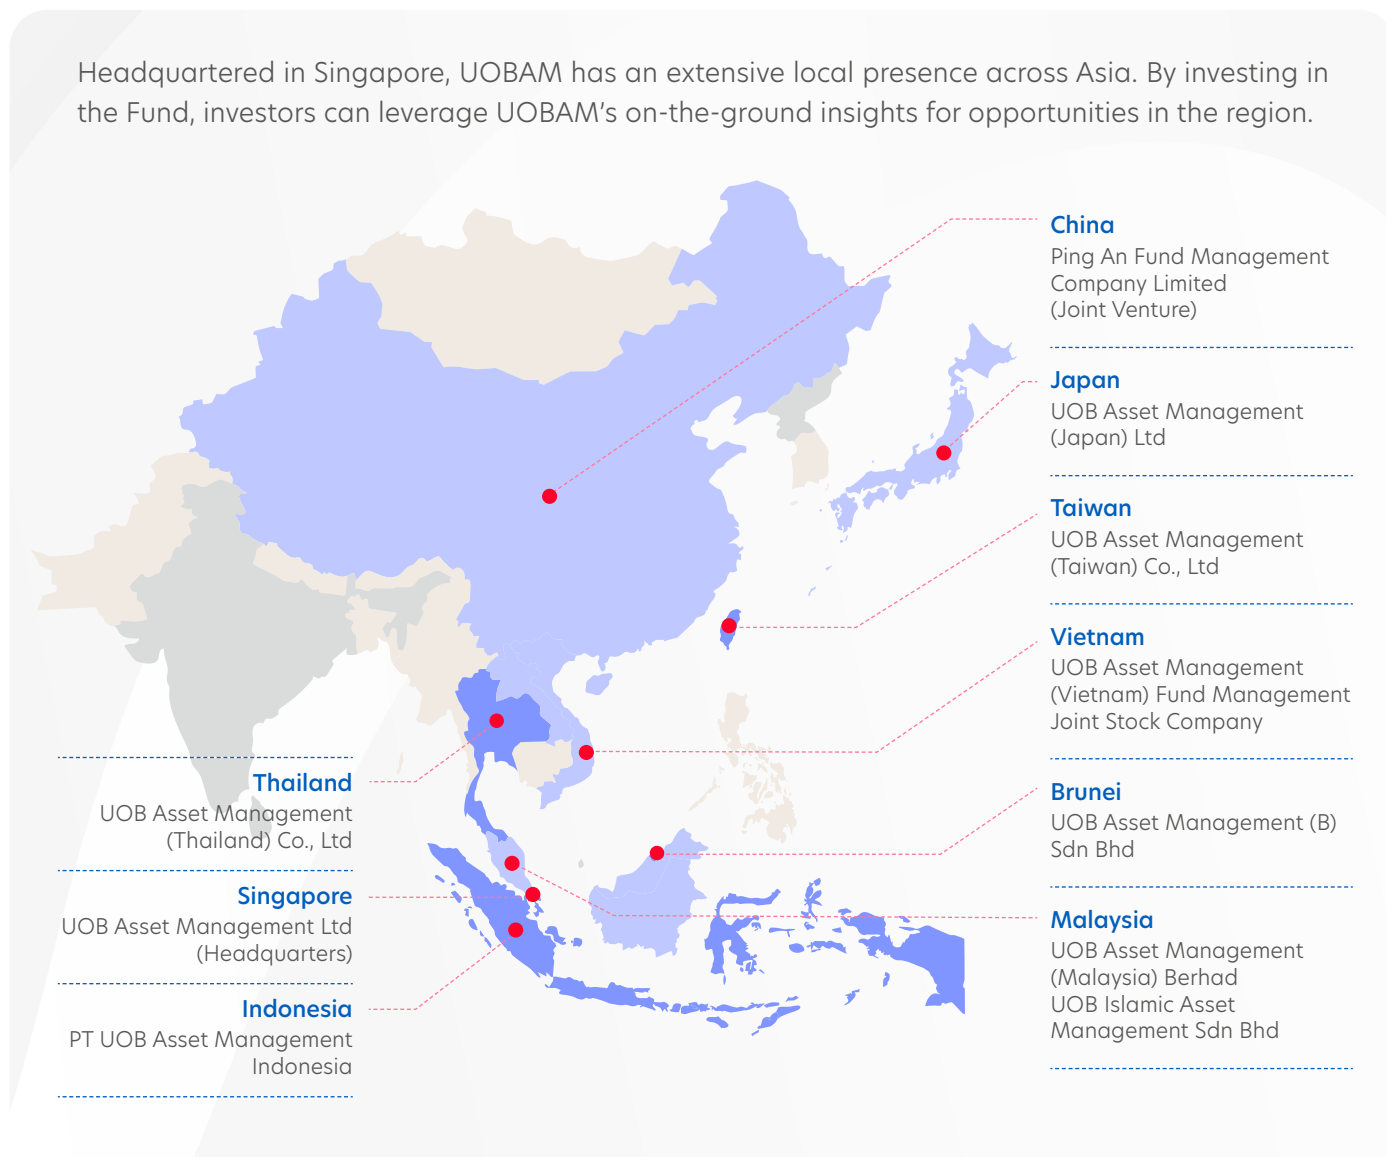 Headquartered in Singapore, UOBAM has an extensive local presence across Asia. By investing in
the Fund, investors can leverage UOBAM’s on-the-ground insights for opportunities in the region.
China
Ping An Fund Management
Company Limited
(Joint Venture)
Japan
UOB Asset Management
(Japan) Ltd
Taiwan
UOB Asset Management
(Taiwan) Co., Ltd
Vietnam
UOB Asset Management
(Vietnam) Fund Management
Joint Stock Company
Brunei
UOB Asset Management (B)
Sdn Bhd
Malaysia
UOB Asset Management
(Malaysia) Berhad
UOB Islamic Asset
Management Sdn Bhd
Thailand
UOB Asset Management
(Thailand) Co., Ltd
Singapore
UOB Asset Management Ltd
(Headquarters)
Indonesia
PT UOB Asset Management
Indonesia